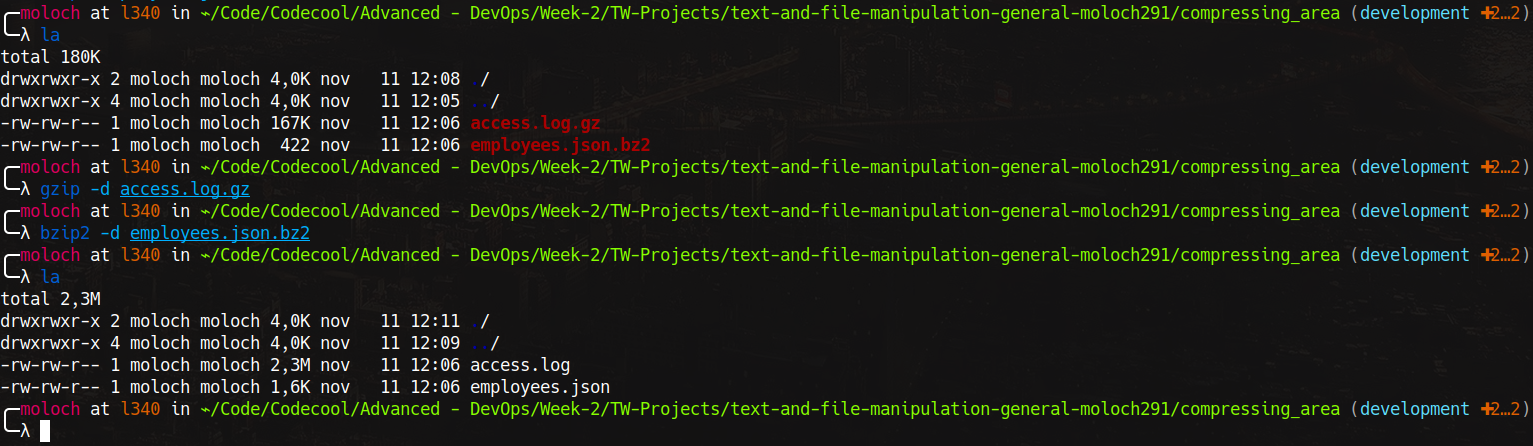 moloch at l340 in ~/Code/Codecool/Advanced - DevOps/Week-2/TW-Projects/text-and-file-manipulation-general-moloch291/compressing_area (development ✚2…2)
λ la
total 180K
drwxrwxr-x 2 moloch moloch 4,0K nov   11 12:08 ./
drwxrwxr-x 4 moloch moloch 4,0K nov   11 12:05 ../
-rw-rw-r-- 1 moloch moloch 167K nov   11 12:06 access.log.gz
-rw-rw-r-- 1 moloch moloch  422 nov   11 12:06 employees.json.bz2
moloch at l340 in ~/Code/Codecool/Advanced - DevOps/Week-2/TW-Projects/text-and-file-manipulation-general-moloch291/compressing_area (development ✚2…2)
λ gzip -d access.log.gz
moloch at l340 in ~/Code/Codecool/Advanced - DevOps/Week-2/TW-Projects/text-and-file-manipulation-general-moloch291/compressing_area (development ✚2…2)
λ bzip2 -d employees.json.bz2
moloch at l340 in ~/Code/Codecool/Advanced - DevOps/Week-2/TW-Projects/text-and-file-manipulation-general-moloch291/compressing_area (development ✚2…2)
λ la
total 2,3M
drwxrwxr-x 2 moloch moloch 4,0K nov   11 12:11 ./
drwxrwxr-x 4 moloch moloch 4,0K nov   11 12:09 ../
-rw-rw-r-- 1 moloch moloch 2,3M nov   11 12:06 access.log
-rw-rw-r-- 1 moloch moloch 1,6K nov   11 12:06 employees.json
moloch at l340 in ~/Code/Codecool/Advanced - DevOps/Week-2/TW-Projects/text-and-file-manipulation-general-moloch291/compressing_area (development ✚2…2)
λ